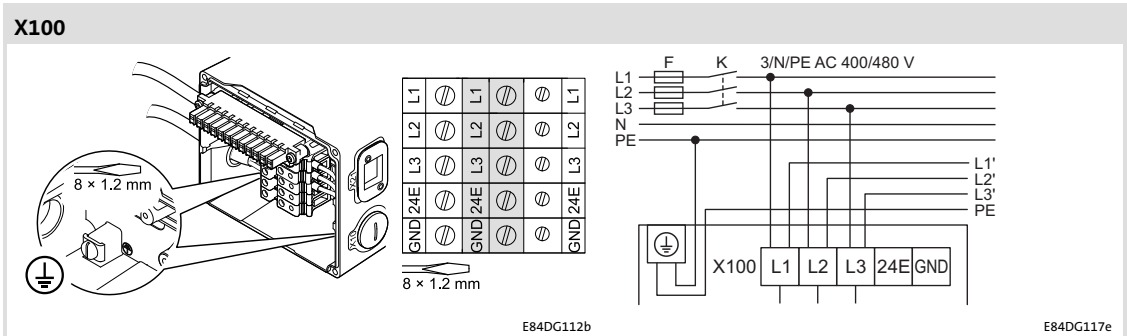 X100
8 × 1.2 mm
L1 L1 L1
L2 L2 L2
L3 L3 L3
24E 24E 24E
GND GND GND
8 × 1.2 mm
E84DG112b
F K 3/N/PE AC 400/480 V
L1
L2
L3
N
PE
L1'
L2'
L3'
PE
X100 L1 L2 L3 24E GND
E84DG117e